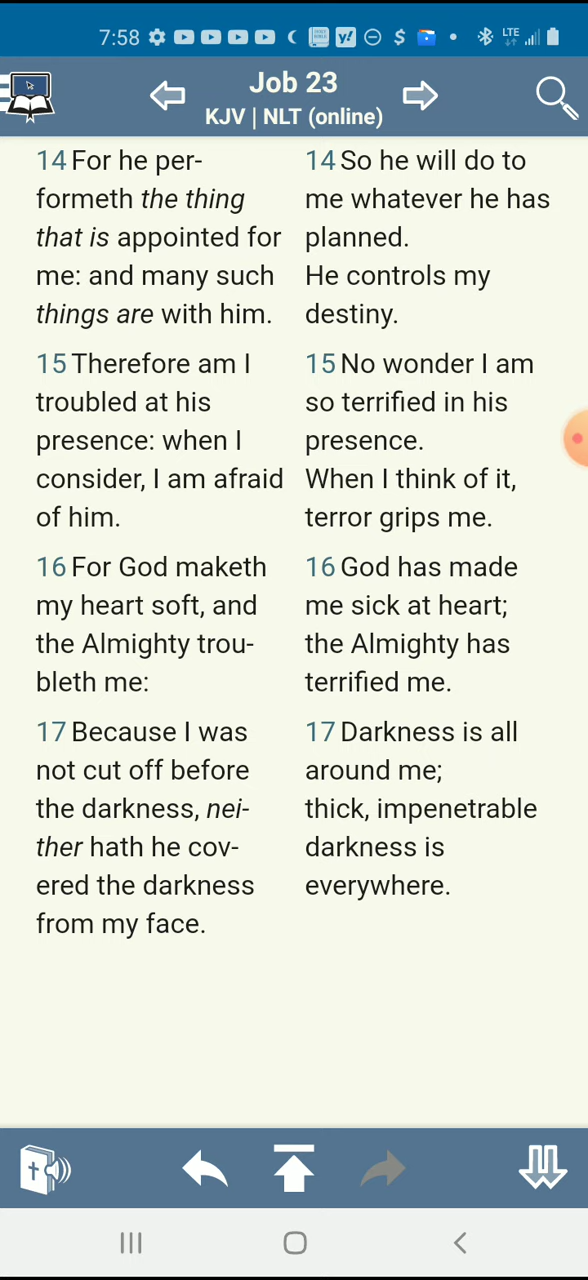 7:58
LTE
Job 23
KJV | NLT (online)
14 For he per-
formeth the thing
that is appointed for
me: and many such
things are with him.
15 Therefore am I
troubled at his
presence: when I
consider, I am afraid
of him.
16 For God maketh
my heart soft, and
the Almighty trou-
bleth me:
17 Because I was
not cut off before
the darkness, nei-
ther hath he cov-
ered the darkness
from my face.
14 So he will do to
me whatever he has
planned.
He controls my
destiny.
15 No wonder I am
so terrified in his
presence.
When I think of it,
terror grips me.
16 God has made
me sick at heart;
the Almighty has
terrified me.
17 Darkness is all
around me;
thick, impenetrable
darkness is
everywhere.